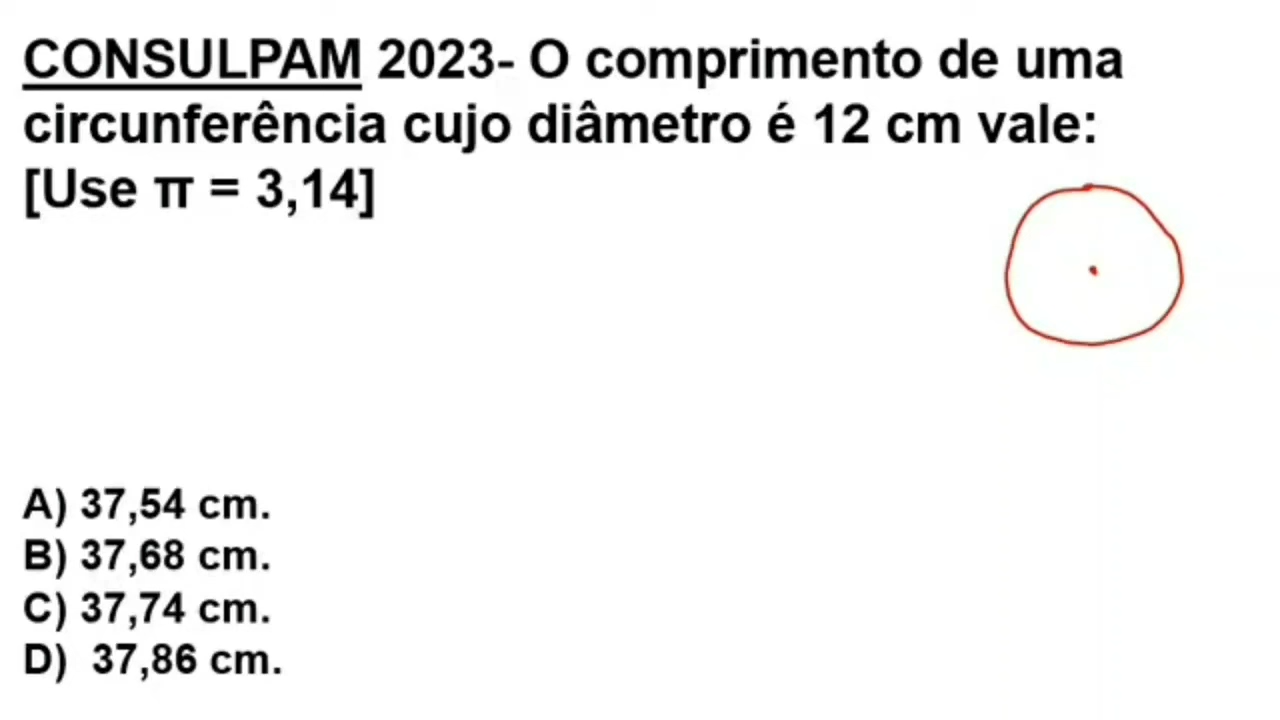 CONSULPAM 2023- O comprimento de uma
circunferência cujo diâmetro é 12 cm vale:
[Use π = 3,14]
A) 37,54 cm.
B) 37,68 cm.
C) 37,74 cm.
D) 37,86 cm.